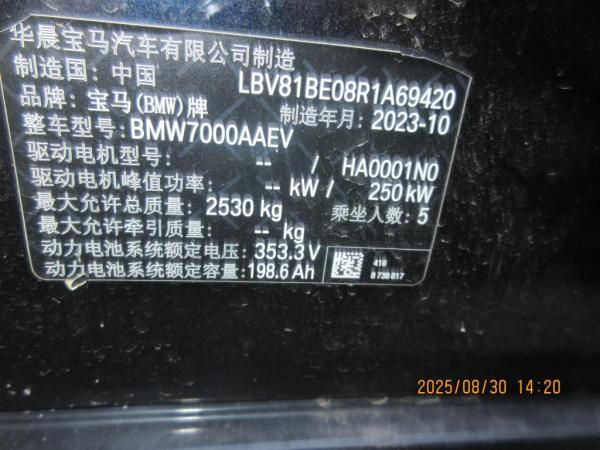 华晨宝马汽车有限公司制造
制造国: 中国 LBV81BE08R1A69420
品牌: 宝马(BMW)牌 制造年月: 2023-10
整车型号: BMW7000AAEV
驱动电机型号: -- / HA0001N0
驱动电机峰值功率: -- kW / 250 kW
最大允许总质量: 2530 kg 乘坐人数: 5
最大允许牵引质量: -- kg
动力电池系统额定电压: 353.3 V 416
动力电池系统额定容量: 198.6 Ah 8 738 817
2025/08/30 14:20